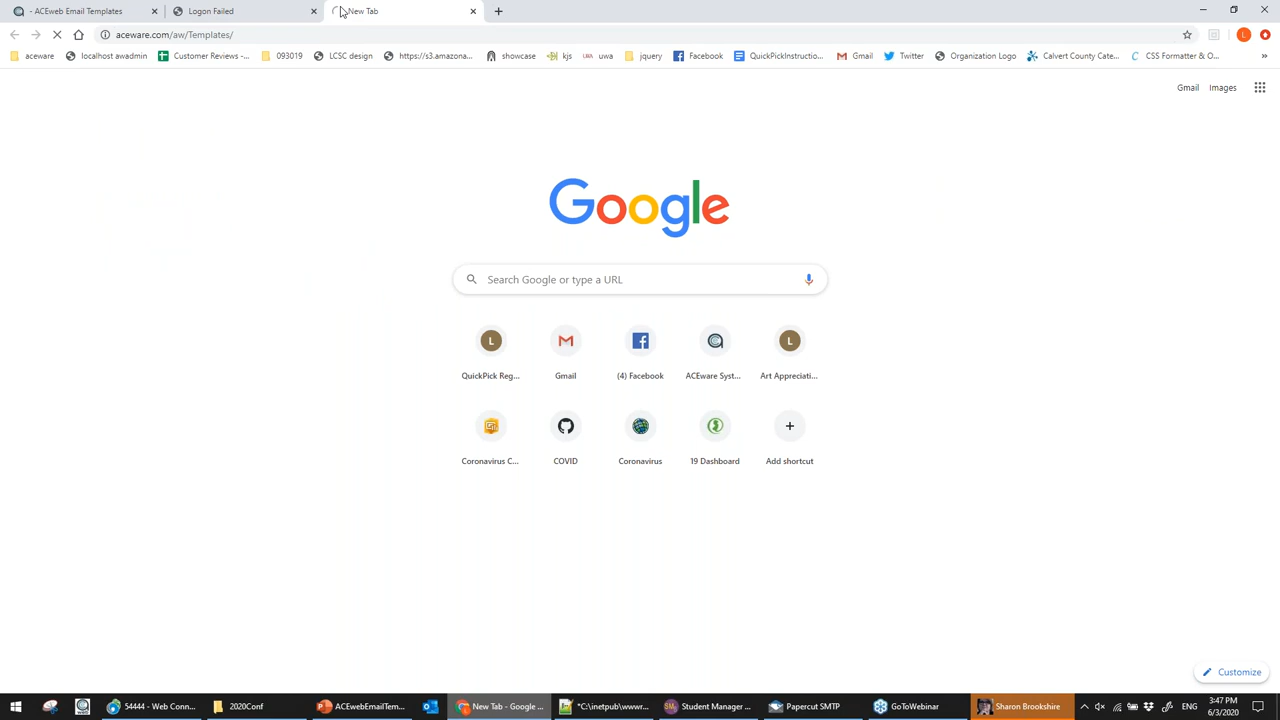 - ACEweb Email Templates
Logon Failed
New Tab
aceware.com/aw/Templates/
L
aceware
localhost awadmin
Customer Reviews -...
093019
LCSC design
https://s3.amazona...
showcase
kjs
uwa
jquery
Facebook
QuickPickInstructio...
Gmail
Twitter
Organization Logo
Calvert County Cate...
CSS Formatter & O...
»
Gmail
Images
Google
Search Google or type a URL
L
L
QuickPick Reg...
Gmail
(4) Facebook
ACEware Syst...
Art Appreciati...
Coronavirus C...
COVID
Coronavirus
19 Dashboard
Add shortcut
Customize
54444 - Web Conn...
2020Conf
ACEwebEmailTem...
New Tab - Google ...
*C:\inetpub\wwwr...
Student Manager ...
Papercut SMTP
GoToWebinar
Sharon Brookshire
ENG
3:47 PM
6/3/2020